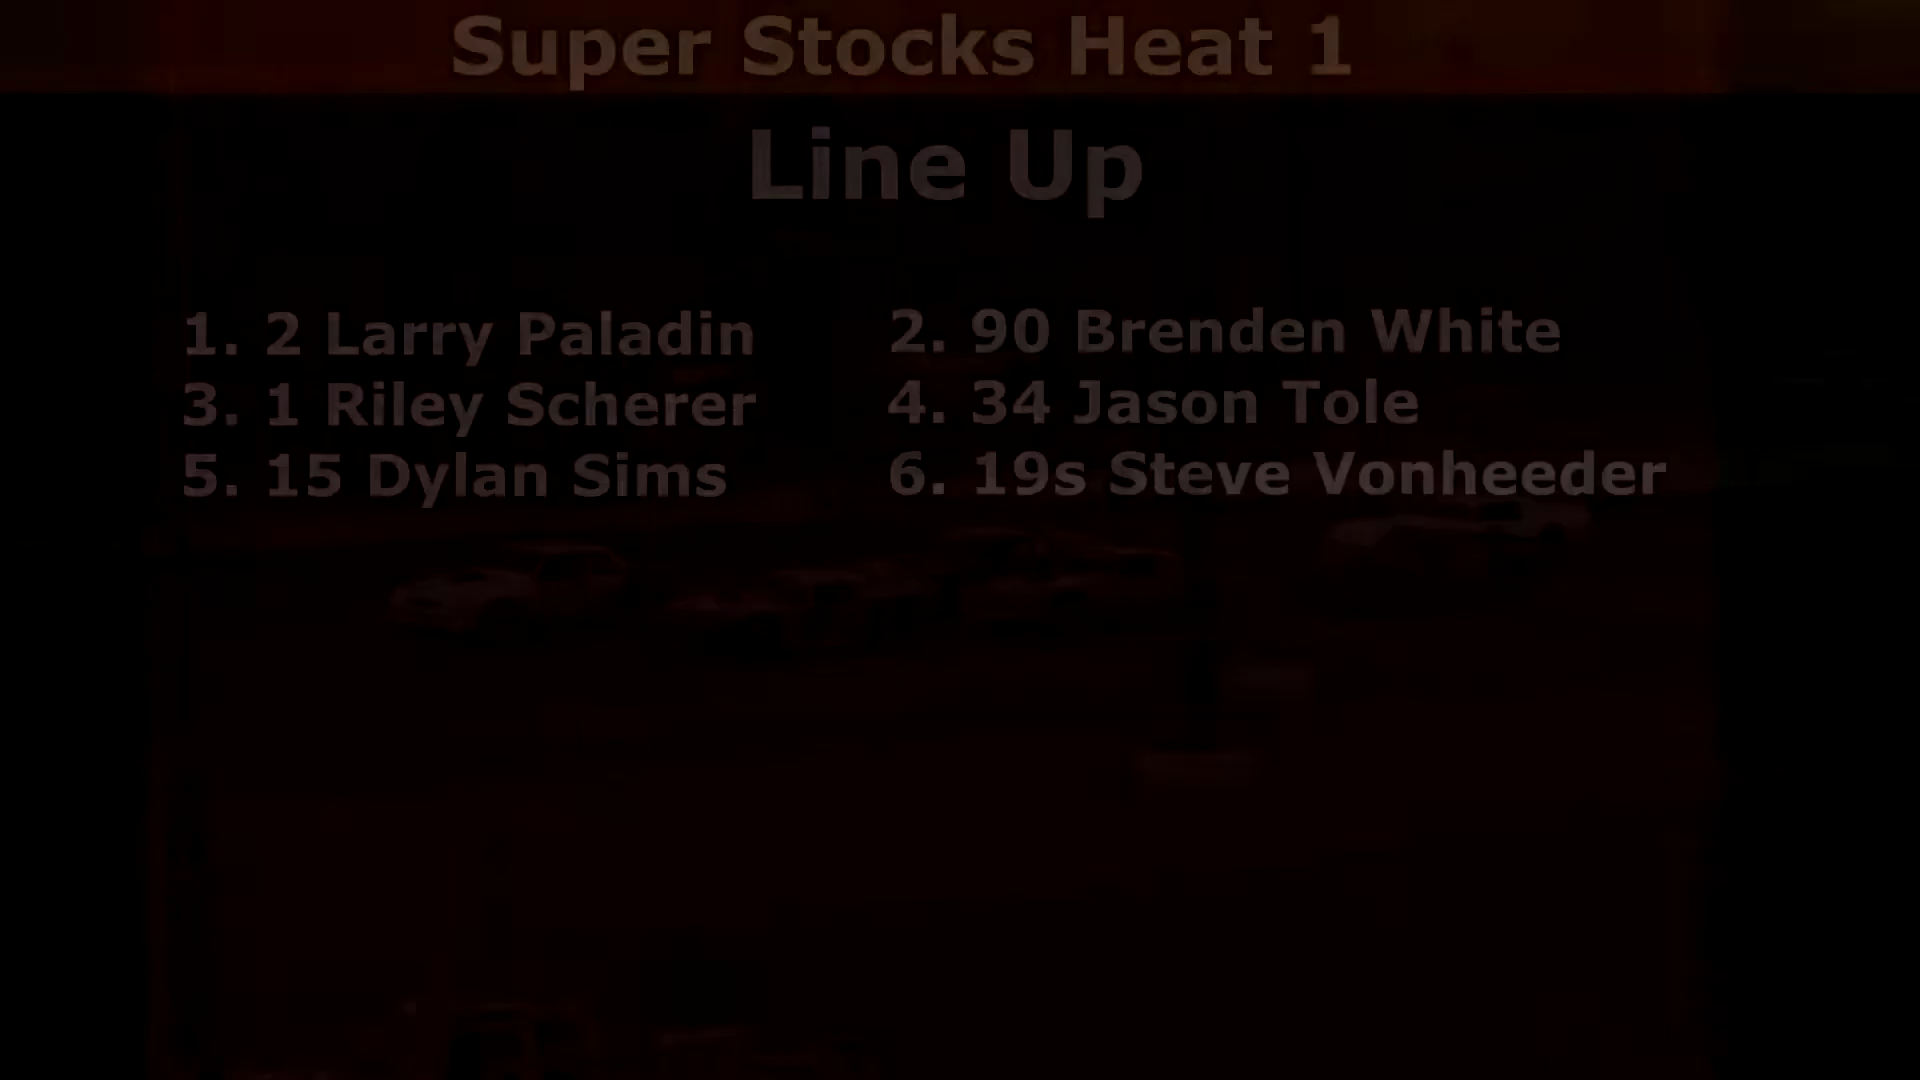 Super Stocks Heat 1
Line Up
1. 2 Larry Paladin 2. 90 Brenden White
3. 1 Riley Scherer 4. 34 Jason Tole
5. 15 Dylan Sims 6. 19s Steve Vonheeder